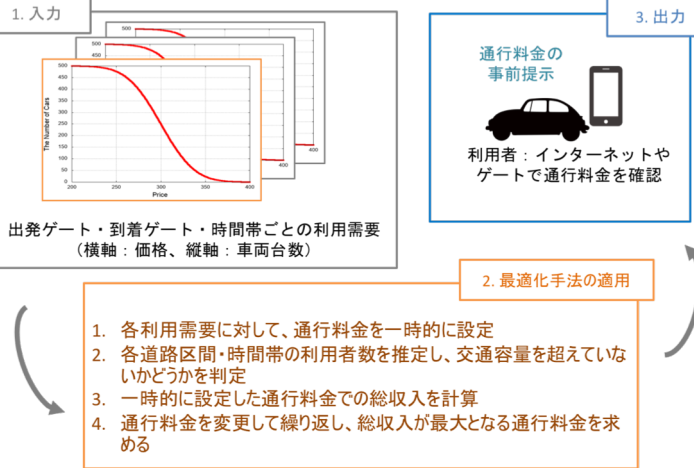 1. 入力
500
500
450
400
400
500
450
400
350
300
250
200
150
100
50
0
200
250
300
350
400
The Number of Cars
Price
出発ゲート・到着ゲート・時間帯ごとの利用需要
（横軸：価格、縦軸：車両台数）
2. 最適化手法の適用
1. 各利用需要に対して、通行料金を一時的に設定
2. 各道路区間・時間帯の利用者数を推定し、交通容量を超えていな
いかどうかを判定
3. 一時的に設定した通行料金での総収入を計算
4. 通行料金を変更して繰り返し、総収入が最大となる通行料金を求
める
3. 出力
通行料金の
事前提示
利用者：インターネットや
ゲートで通行料金を確認